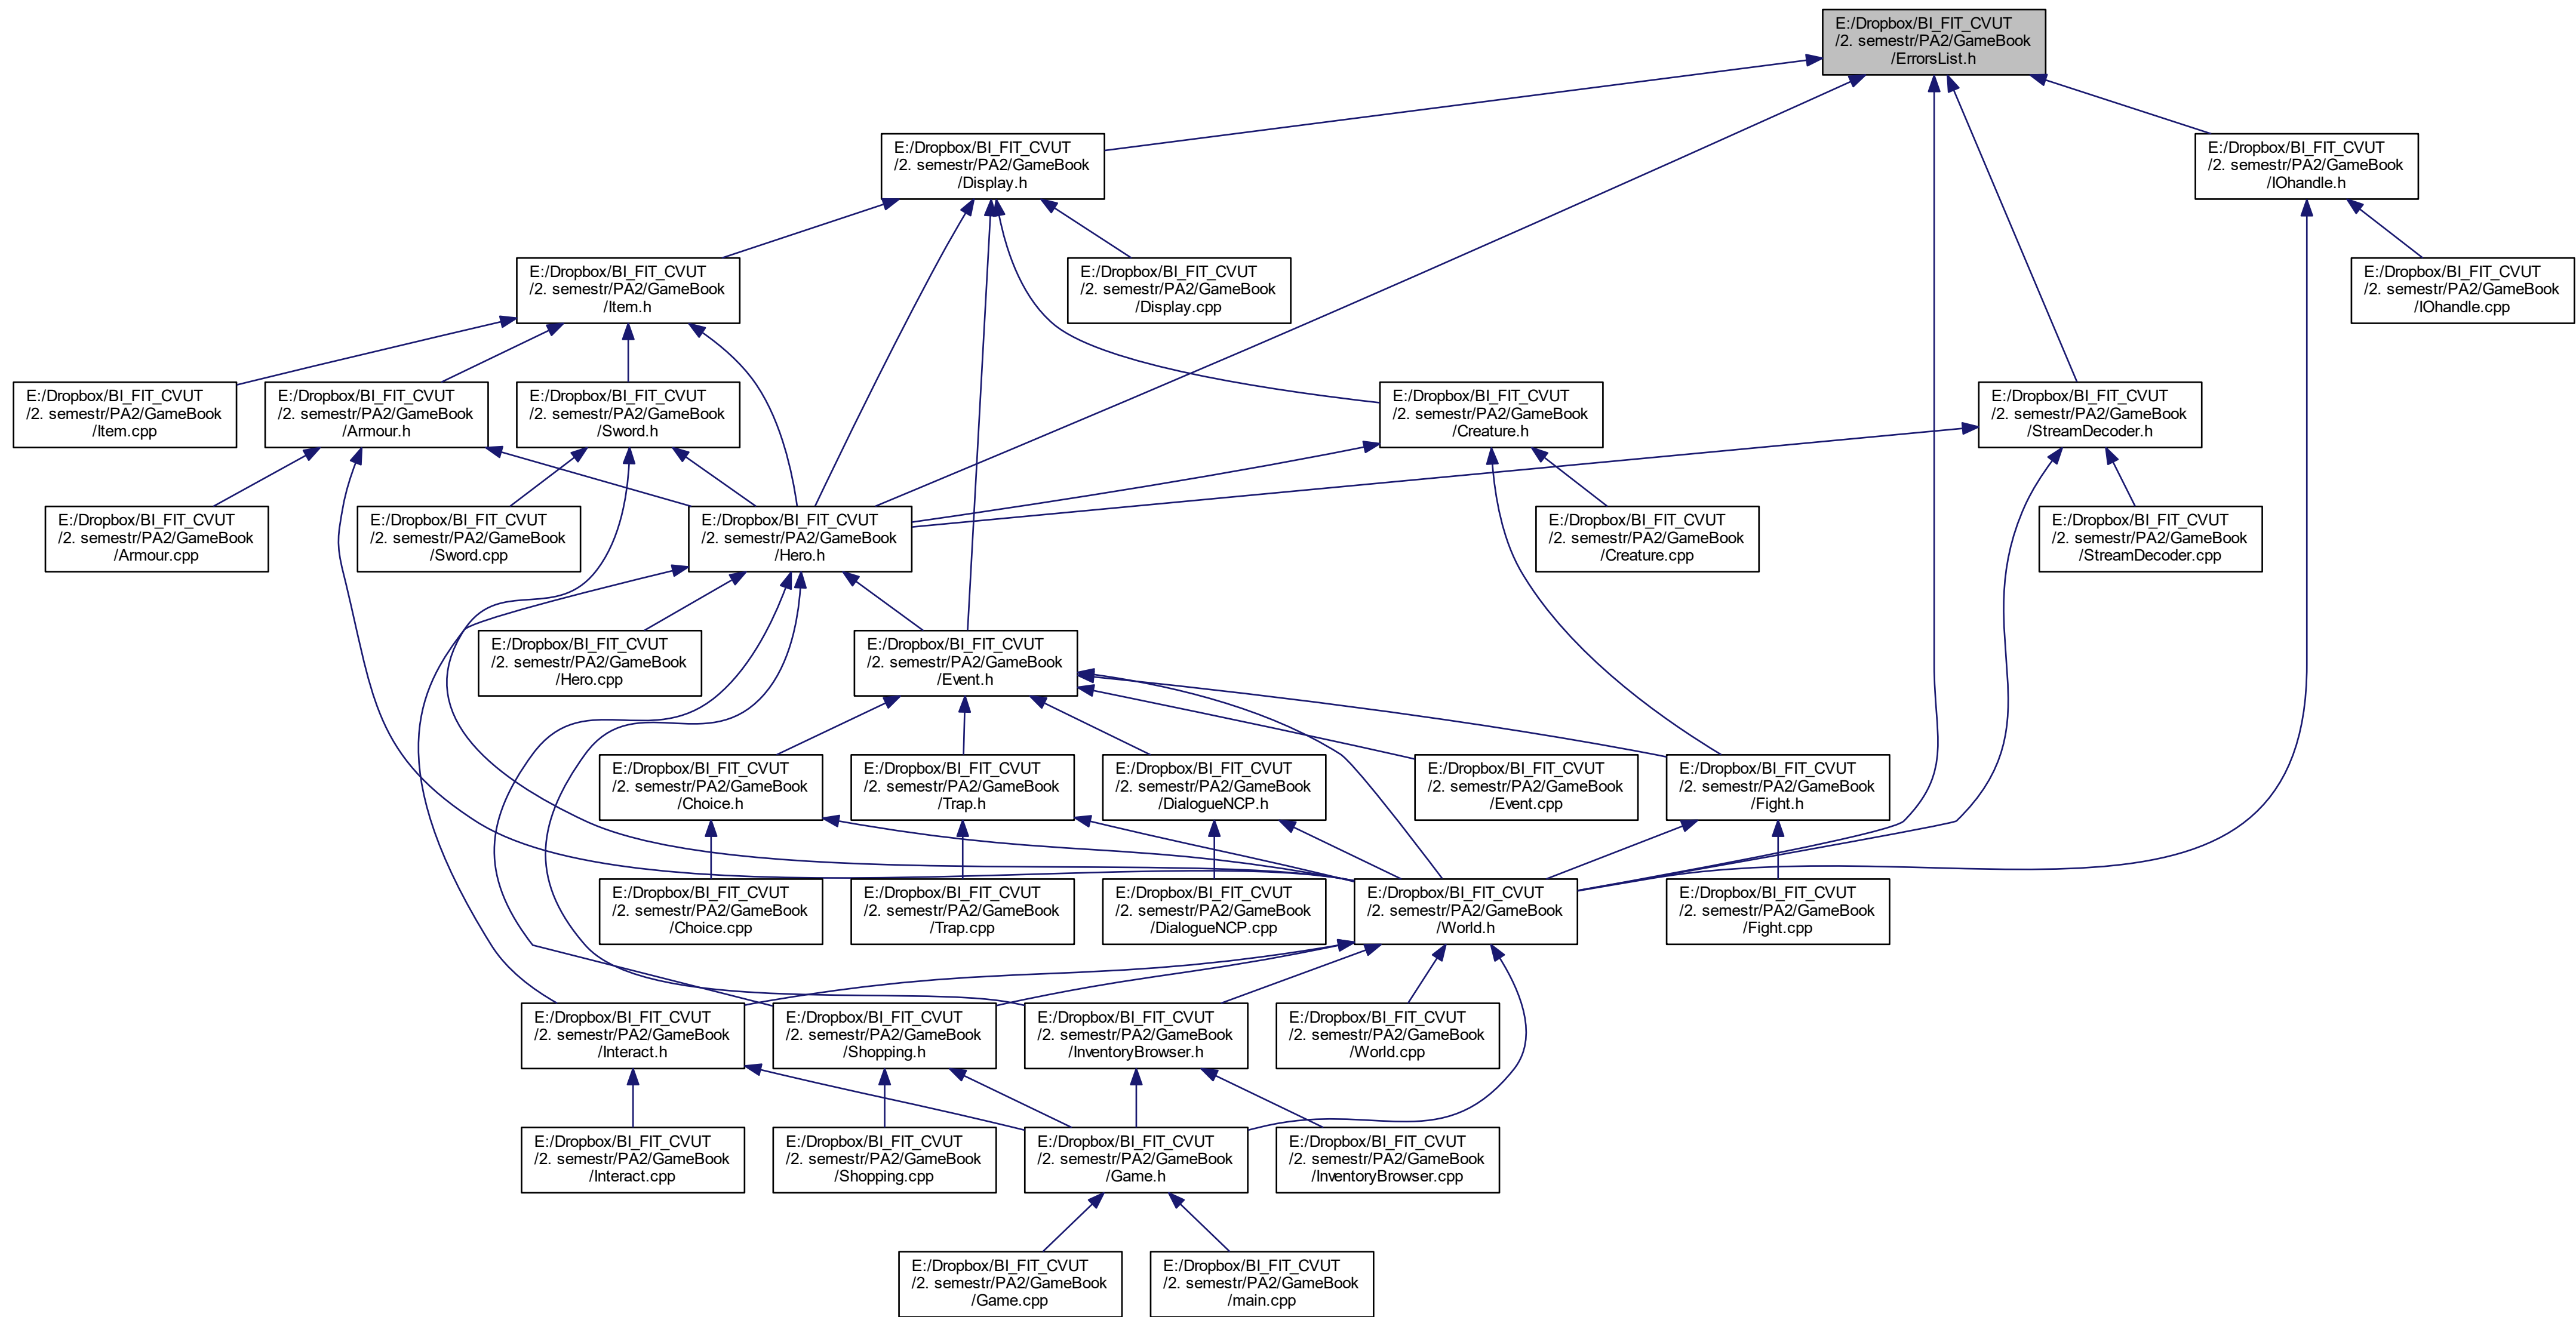 E:/Dropbox/BI_FIT_CVUT
/2. semestr/PA2/GameBook
/ErrorsList.h
E:/Dropbox/BI_FIT_CVUT
/2. semestr/PA2/GameBook
/Display.h
E:/Dropbox/BI_FIT_CVUT
/2. semestr/PA2/GameBook
/IOhandle.h
E:/Dropbox/BI_FIT_CVUT
/2. semestr/PA2/GameBook
/Item.h
E:/Dropbox/BI_FIT_CVUT
/2. semestr/PA2/GameBook
/Display.cpp
E:/Dropbox/BI_FIT_CVUT
/2. semestr/PA2/GameBook
/IOhandle.cpp
E:/Dropbox/BI_FIT_CVUT
/2. semestr/PA2/GameBook
/Item.cpp
E:/Dropbox/BI_FIT_CVUT
/2. semestr/PA2/GameBook
/Armour.h
E:/Dropbox/BI_FIT_CVUT
/2. semestr/PA2/GameBook
/Sword.h
E:/Dropbox/BI_FIT_CVUT
/2. semestr/PA2/GameBook
/Creature.h
E:/Dropbox/BI_FIT_CVUT
/2. semestr/PA2/GameBook
/StreamDecoder.h
E:/Dropbox/BI_FIT_CVUT
/2. semestr/PA2/GameBook
/Armour.cpp
E:/Dropbox/BI_FIT_CVUT
/2. semestr/PA2/GameBook
/Sword.cpp
E:/Dropbox/BI_FIT_CVUT
/2. semestr/PA2/GameBook
/Hero.h
E:/Dropbox/BI_FIT_CVUT
/2. semestr/PA2/GameBook
/Creature.cpp
E:/Dropbox/BI_FIT_CVUT
/2. semestr/PA2/GameBook
/StreamDecoder.cpp
E:/Dropbox/BI_FIT_CVUT
/2. semestr/PA2/GameBook
/Hero.cpp
E:/Dropbox/BI_FIT_CVUT
/2. semestr/PA2/GameBook
/Event.h
E:/Dropbox/BI_FIT_CVUT
/2. semestr/PA2/GameBook
/Choice.h
E:/Dropbox/BI_FIT_CVUT
/2. semestr/PA2/GameBook
/Trap.h
E:/Dropbox/BI_FIT_CVUT
/2. semestr/PA2/GameBook
/DialogueNCP.h
E:/Dropbox/BI_FIT_CVUT
/2. semestr/PA2/GameBook
/Event.cpp
E:/Dropbox/BI_FIT_CVUT
/2. semestr/PA2/GameBook
/Fight.h
E:/Dropbox/BI_FIT_CVUT
/2. semestr/PA2/GameBook
/Choice.cpp
E:/Dropbox/BI_FIT_CVUT
/2. semestr/PA2/GameBook
/Trap.cpp
E:/Dropbox/BI_FIT_CVUT
/2. semestr/PA2/GameBook
/DialogueNCP.cpp
E:/Dropbox/BI_FIT_CVUT
/2. semestr/PA2/GameBook
/World.h
E:/Dropbox/BI_FIT_CVUT
/2. semestr/PA2/GameBook
/Fight.cpp
E:/Dropbox/BI_FIT_CVUT
/2. semestr/PA2/GameBook
/Interact.h
E:/Dropbox/BI_FIT_CVUT
/2. semestr/PA2/GameBook
/Shopping.h
E:/Dropbox/BI_FIT_CVUT
/2. semestr/PA2/GameBook
/InventoryBrowser.h
E:/Dropbox/BI_FIT_CVUT
/2. semestr/PA2/GameBook
/World.cpp
E:/Dropbox/BI_FIT_CVUT
/2. semestr/PA2/GameBook
/Interact.cpp
E:/Dropbox/BI_FIT_CVUT
/2. semestr/PA2/GameBook
/Shopping.cpp
E:/Dropbox/BI_FIT_CVUT
/2. semestr/PA2/GameBook
/Game.h
E:/Dropbox/BI_FIT_CVUT
/2. semestr/PA2/GameBook
/InventoryBrowser.cpp
E:/Dropbox/BI_FIT_CVUT
/2. semestr/PA2/GameBook
/Game.cpp
E:/Dropbox/BI_FIT_CVUT
/2. semestr/PA2/GameBook
/main.cpp